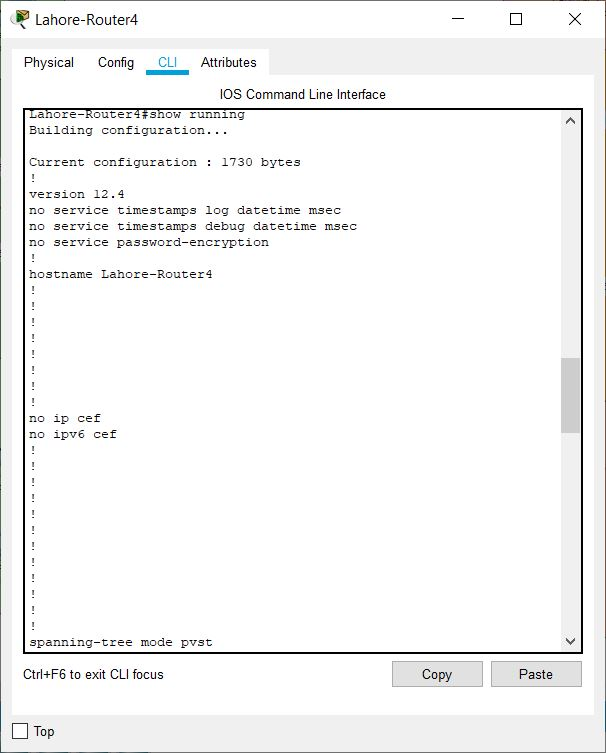 Lahore-Router4
Physical Config CLI Attributes
IOS Command Line Interface
Lahore-Router4#show running
Building configuration...
Current configuration : 1730 bytes
!
version 12.4
no service timestamps log datetime msec
no service timestamps debug datetime msec
no service password-encryption
!
hostname Lahore-Router4
!
!
!
!
!
!
!
!
no ip cef
no ipv6 cef
!
!
!
!
!
!
!
!
!
!
!
!
spanning-tree mode pvst
Ctrl+F6 to exit CLI focus
Copy Paste
Top